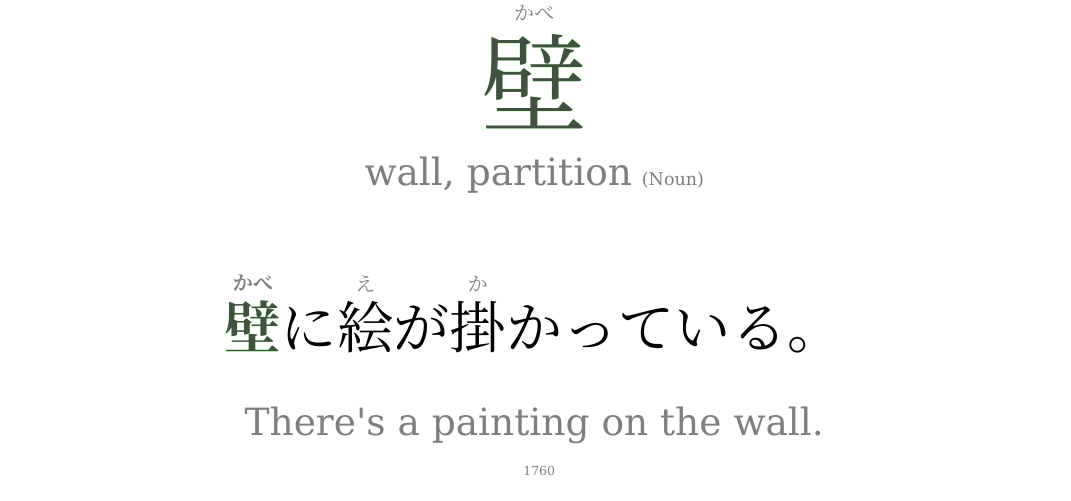 かべ
壁
wall, partition (Noun)
かべ え か
壁に絵が掛かっている。
There's a painting on the wall.
1760